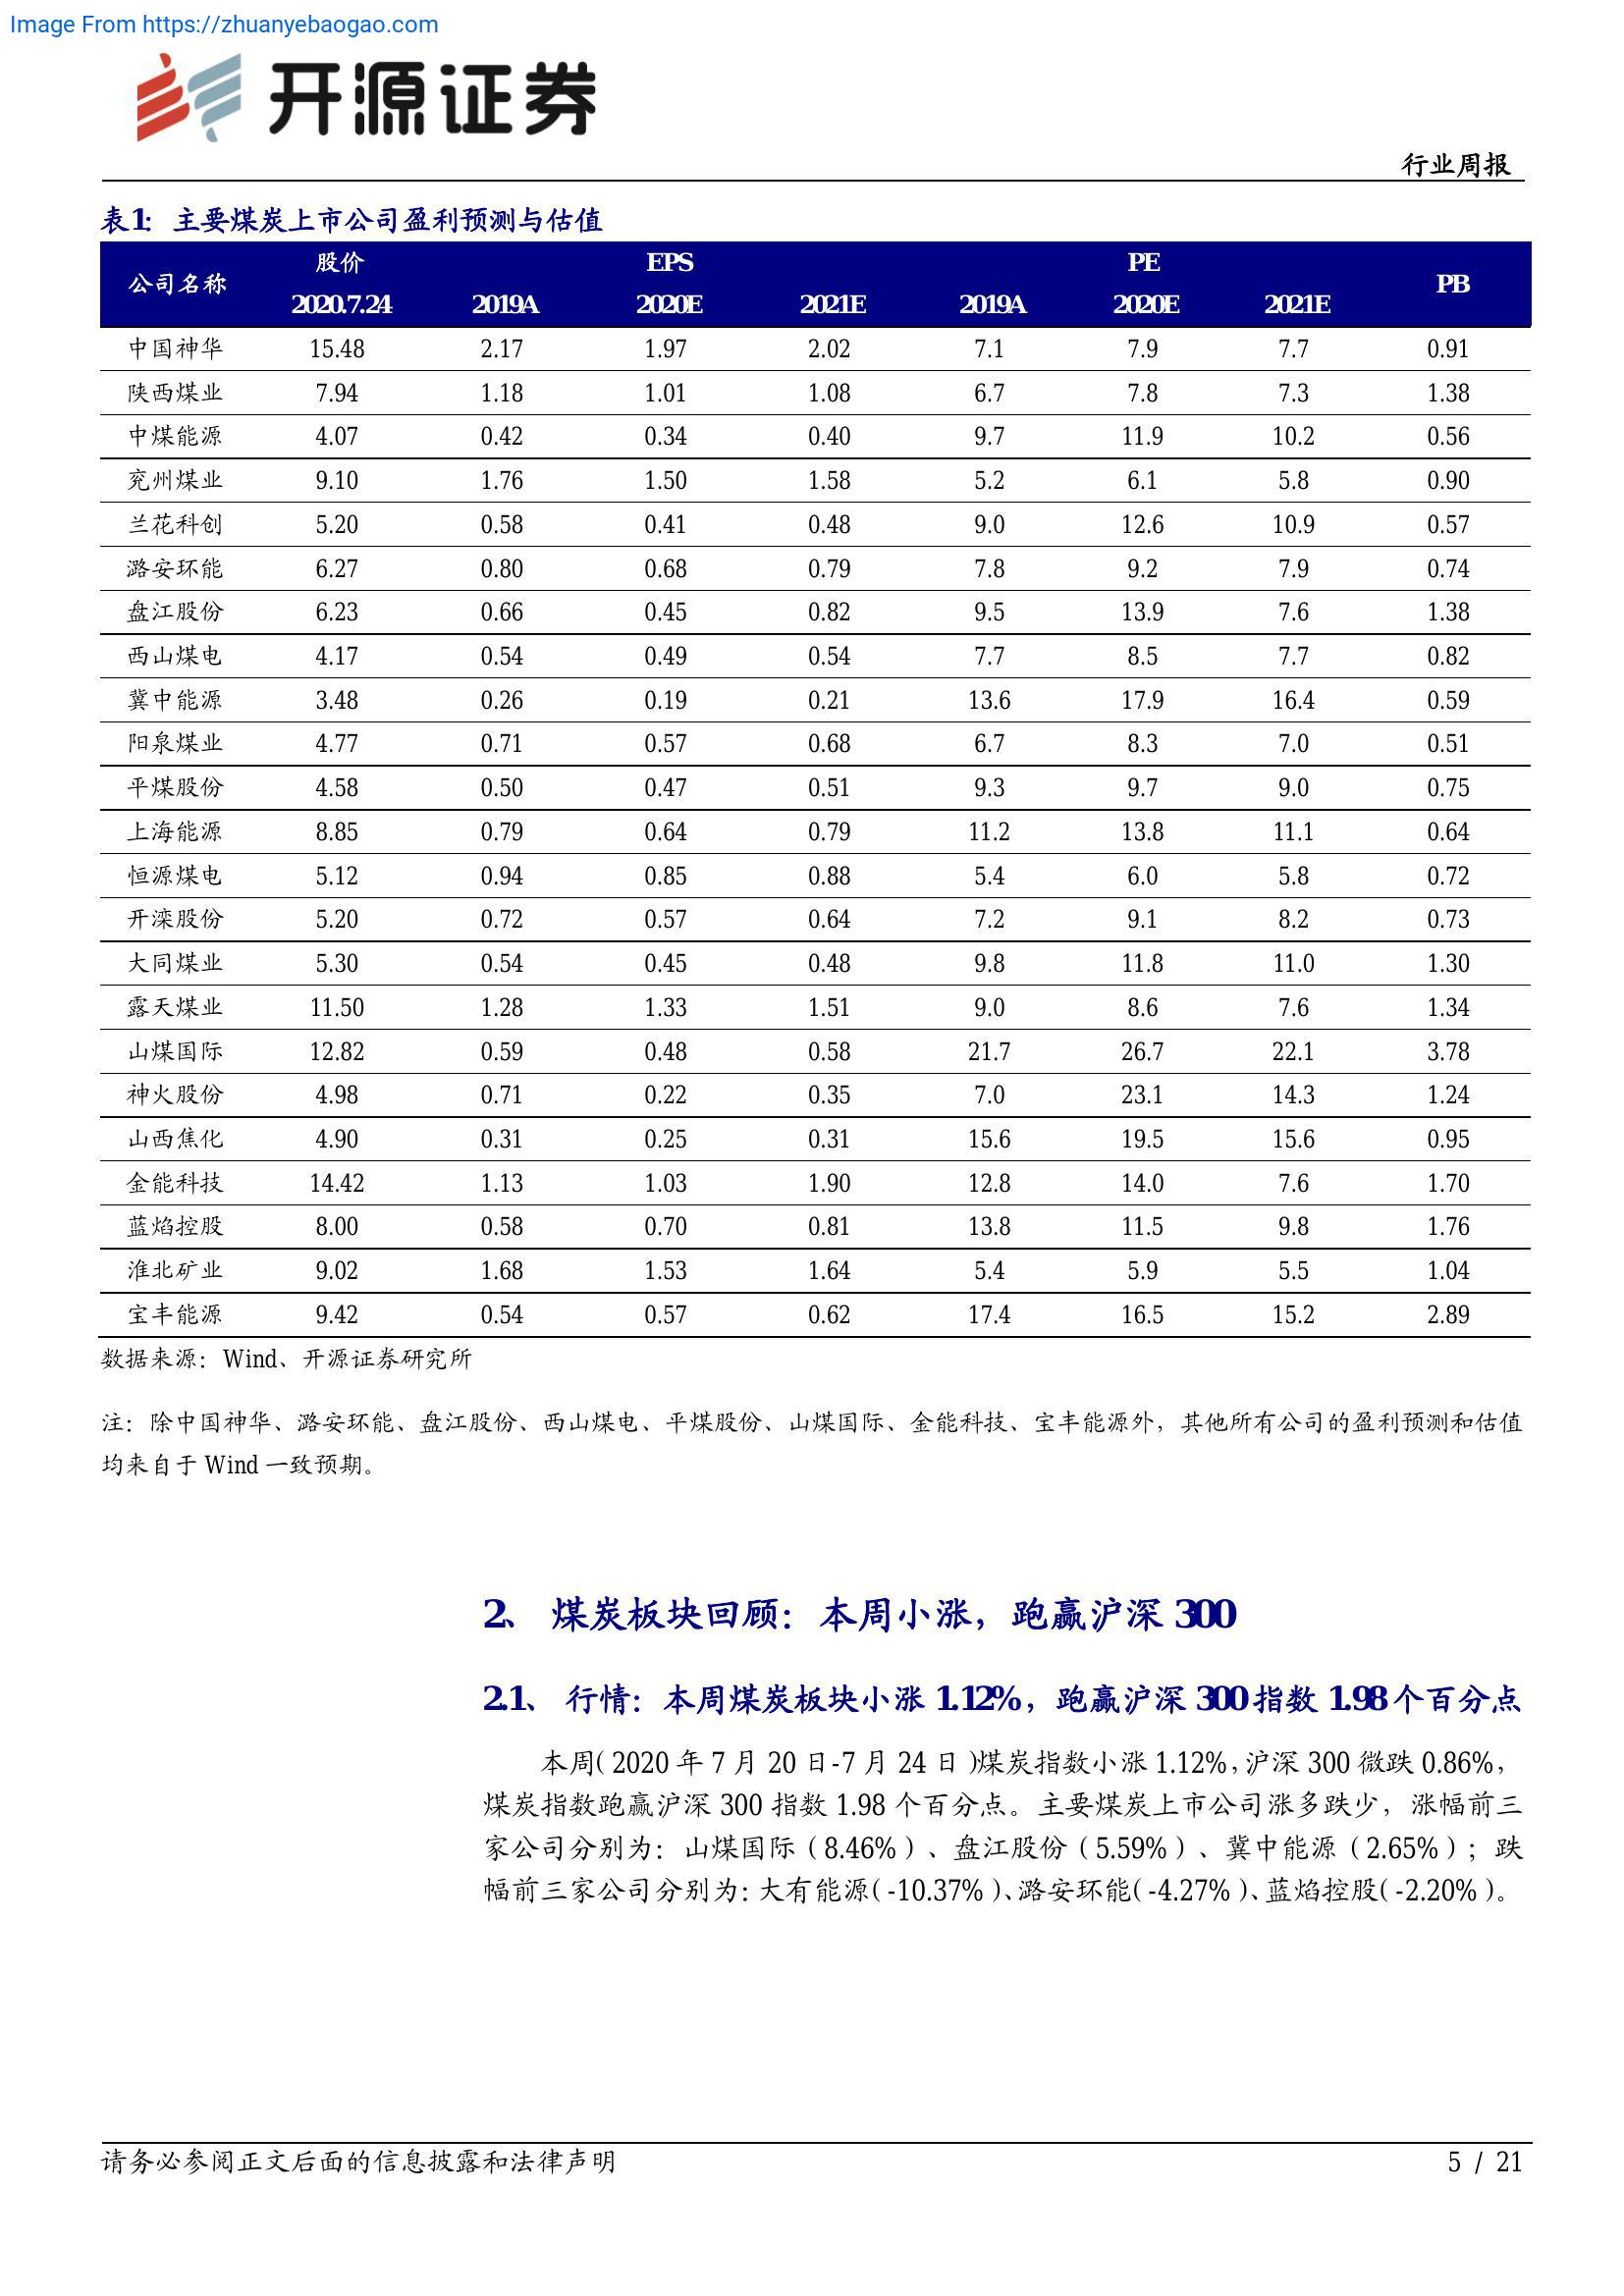 Image From https://zhuanyebaogao.com
开源证券
行业周报
表1：主要煤炭上市公司盈利预测与估值
公司名称 股价 EPS PE PB
2020.7.24 2019A 2020E 2021E 2019A 2020E 2021E
中国神华 15.48 2.17 1.97 2.02 7.1 7.9 7.7 0.91
陕西煤业 7.94 1.18 1.01 1.08 6.7 7.8 7.3 1.38
中煤能源 4.07 0.42 0.34 0.40 9.7 11.9 10.2 0.56
兖州煤业 9.10 1.76 1.50 1.58 5.2 6.1 5.8 0.90
兰花科创 5.20 0.58 0.41 0.48 9.0 12.6 10.9 0.57
潞安环能 6.27 0.80 0.68 0.79 7.8 9.2 7.9 0.74
盘江股份 6.23 0.66 0.45 0.82 9.5 13.9 7.6 1.38
西山煤电 4.17 0.54 0.49 0.54 7.7 8.5 7.7 0.82
冀中能源 3.48 0.26 0.19 0.21 13.6 17.9 16.4 0.59
阳泉煤业 4.77 0.71 0.57 0.68 6.7 8.3 7.0 0.51
平煤股份 4.58 0.50 0.47 0.51 9.3 9.7 9.0 0.75
上海能源 8.85 0.79 0.64 0.79 11.2 13.8 11.1 0.64
恒源煤电 5.12 0.94 0.85 0.88 5.4 6.0 5.8 0.72
开滦股份 5.20 0.72 0.57 0.64 7.2 9.1 8.2 0.73
大同煤业 5.30 0.54 0.45 0.48 9.8 11.8 11.0 1.30
露天煤业 11.50 1.28 1.33 1.51 9.0 8.6 7.6 1.34
山煤国际 12.82 0.59 0.48 0.58 21.7 26.7 22.1 3.78
神火股份 4.98 0.71 0.22 0.35 7.0 23.1 14.3 1.24
山西焦化 4.90 0.31 0.25 0.31 15.6 19.5 15.6 0.95
金能科技 14.42 1.13 1.03 1.90 12.8 14.0 7.6 1.70
蓝焰控股 8.00 0.58 0.70 0.81 13.8 11.5 9.8 1.76
淮北矿业 9.02 1.68 1.53 1.64 5.4 5.9 5.5 1.04
宝丰能源 9.42 0.54 0.57 0.62 17.4 16.5 15.2 2.89
数据来源：Wind、开源证券研究所
注：除中国神华、潞安环能、盘江股份、西山煤电、平煤股份、山煤国际、金能科技、宝丰能源外，其他所有公司的盈利预测和估值
均来自于 Wind 一致预期。
2、 煤炭板块回顾：本周小涨，跑赢沪深 300
2.1、 行情：本周煤炭板块小涨 1.12%，跑赢沪深 300 指数 1.98 个百分点
本周（2020 年 7 月 20 日-7 月 24 日）煤炭指数小涨 1.12%，沪深 300 微跌 0.86%，
煤炭指数跑赢沪深 300 指数 1.98 个百分点。主要煤炭上市公司涨多跌少，涨幅前三
家公司分别为：山煤国际（8.46%）、盘江股份（5.59%）、冀中能源（2.65%）；跌
幅前三家公司分别为：大有能源（-10.37%）、潞安环能（-4.27%）、蓝焰控股（-2.20%）。
请务必参阅正文后面的信息披露和法律声明
5 / 21